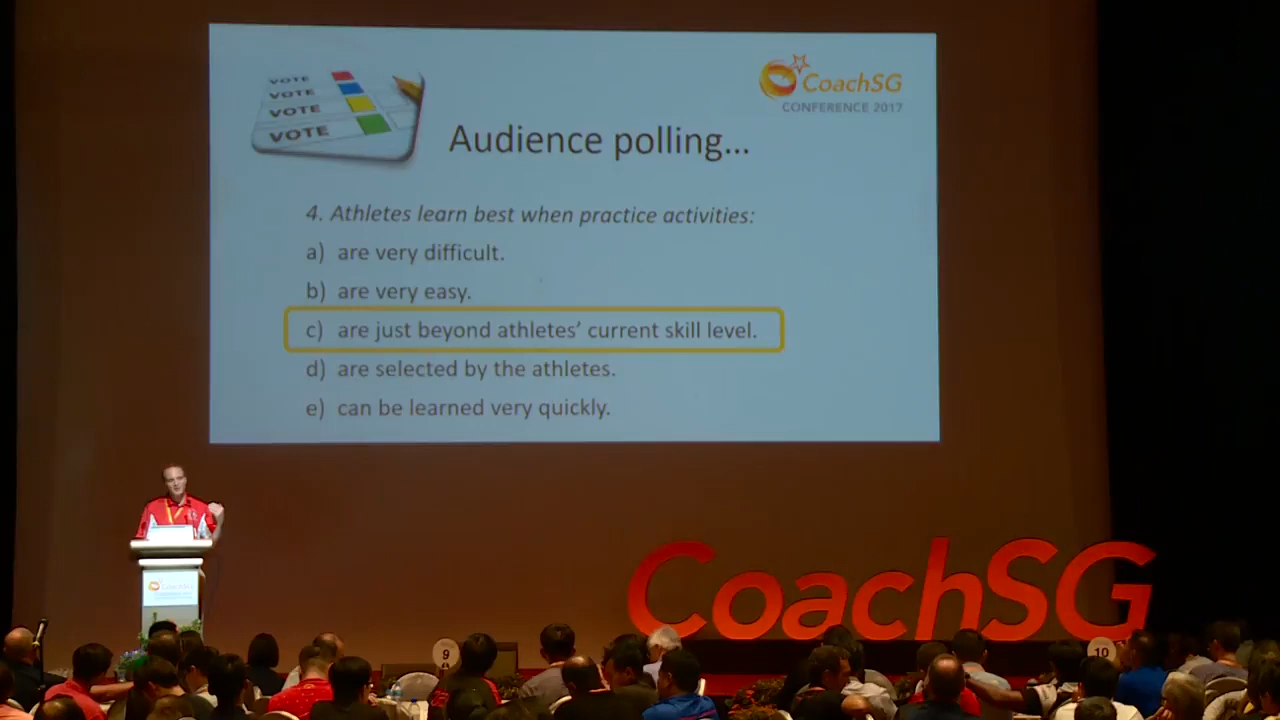 VOTE
VOTE
VOTE
VOTE
CoachSG
CONFERENCE 2017
Audience polling...
4. Athletes learn best when practice activities:
a) are very difficult.
b) are very easy.
c) are just beyond athletes’ current skill level.
d) are selected by the athletes.
e) can be learned very quickly.
CoachSG
9
10